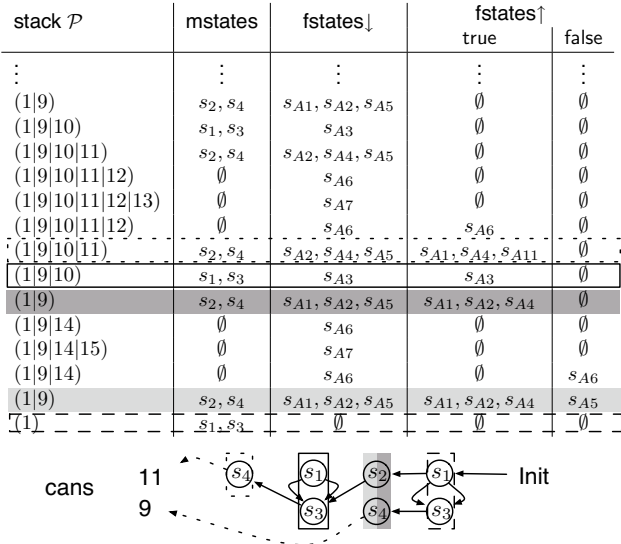 stack P mstates fstates↓ fstates↑
true false
⋮ ⋮ ⋮ ⋮ ⋮
(1|9) s2, s4 sA1, sA2, sA5 ∅ ∅
(1|9|10) s1, s3 sA3 ∅ ∅
(1|9|10|11) s2, s4 sA2, sA4, sA5 ∅ ∅
(1|9|10|11|12) ∅ sA6 ∅ ∅
(1|9|10|11|12|13) ∅ sA7 ∅ ∅
(1|9|10|11|12) ∅ sA6 sA6 ∅
(1|9|10|11) s2, s4 sA2, sA4, sA5 sA1, sA4, sA11 ∅
(1|9|10) s1, s3 sA3 sA3 ∅
(1|9) s2, s4 sA1, sA2, sA5 sA1, sA2, sA4 ∅
(1|9|14) ∅ sA6 ∅ ∅
(1|9|14|15) ∅ sA7 ∅ ∅
(1|9|14) ∅ sA6 ∅ sA6
(1|9) s2, s4 sA1, sA2, sA5 sA1, sA2, sA4 sA5
(1) s1, s3 ∅ ∅ ∅
cans 11 s4 s1 s2 s1 Init
9 s3 s4 s3